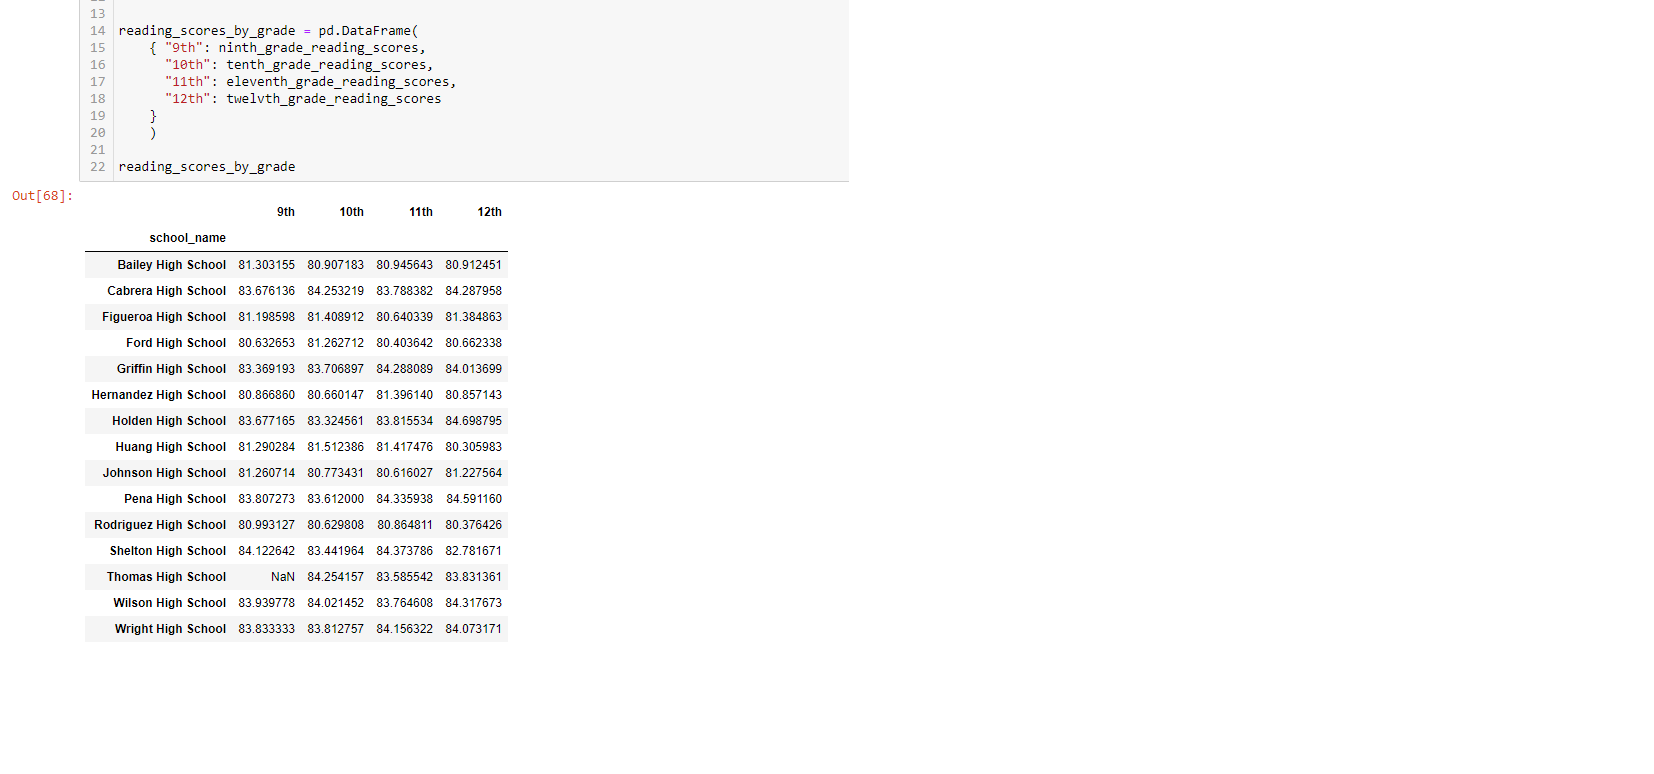 13
14 reading_scores_by_grade = pd.DataFrame(
15 { "9th": ninth_grade_reading_scores,
16 "10th": tenth_grade_reading_scores,
17 "11th": eleventh_grade_reading_scores,
18 "12th": twelvth_grade_reading_scores
19 }
20 )
21
22 reading_scores_by_grade
Out[68]:
9th 10th 11th 12th
school_name
Bailey High School 81.303155 80.907183 80.945643 80.912451
Cabrera High School 83.676136 84.253219 83.788382 84.287958
Figueroa High School 81.198598 81.408912 80.640339 81.384863
Ford High School 80.632653 81.262712 80.403642 80.662338
Griffin High School 83.369193 83.706897 84.288089 84.013699
Hernandez High School 80.866860 80.660147 81.396140 80.857143
Holden High School 83.677165 83.324561 83.815534 84.698795
Huang High School 81.290284 81.512386 81.417476 80.305983
Johnson High School 81.260714 80.773431 80.616027 81.227564
Pena High School 83.807273 83.612000 84.335938 84.591160
Rodriguez High School 80.993127 80.629808 80.864811 80.376426
Shelton High School 84.122642 83.441964 84.373786 82.781671
Thomas High School NaN 84.254157 83.585542 83.831361
Wilson High School 83.939778 84.021452 83.764608 84.317673
Wright High School 83.833333 83.812757 84.156322 84.073171